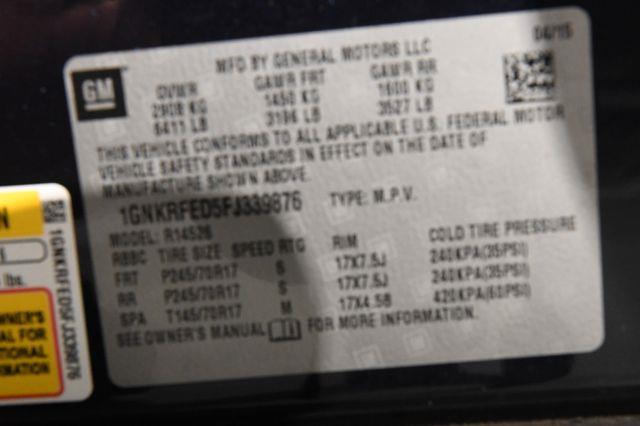 GM
MFD BY GENERAL MOTORS LLC
04/15
GVWR GAWR FRT GAWR RR
2908 KG 1450 KG 1600 KG
6411 LB 3196 LB 3527 LB
THIS VEHICLE CONFORMS TO ALL APPLICABLE U.S. FEDERAL MOTOR
VEHICLE SAFETY STANDARDS IN EFFECT ON THE DATE OF
MANUFACTURE SHOWN ABOVE.
1GNKRFED5FJ339876 TYPE: M.P.V.
MODEL: R14526
RBBC TIRE SIZE SPEED RTG RIM COLD TIRE PRESSURE
FRT P245/70R17 S 17X7.5J 240KPA(35PSI)
RR P245/70R17 S 17X7.5J 240KPA(35PSI)
SPA T145/70R17 M 17X4.5B 420KPA(60PSI)
SEE OWNER'S MANUAL FOR MORE INFORMATION.
N
lbs.
1GNKRFED5FJ339876
WNER'S
AL FOR
TIONAL
MATION